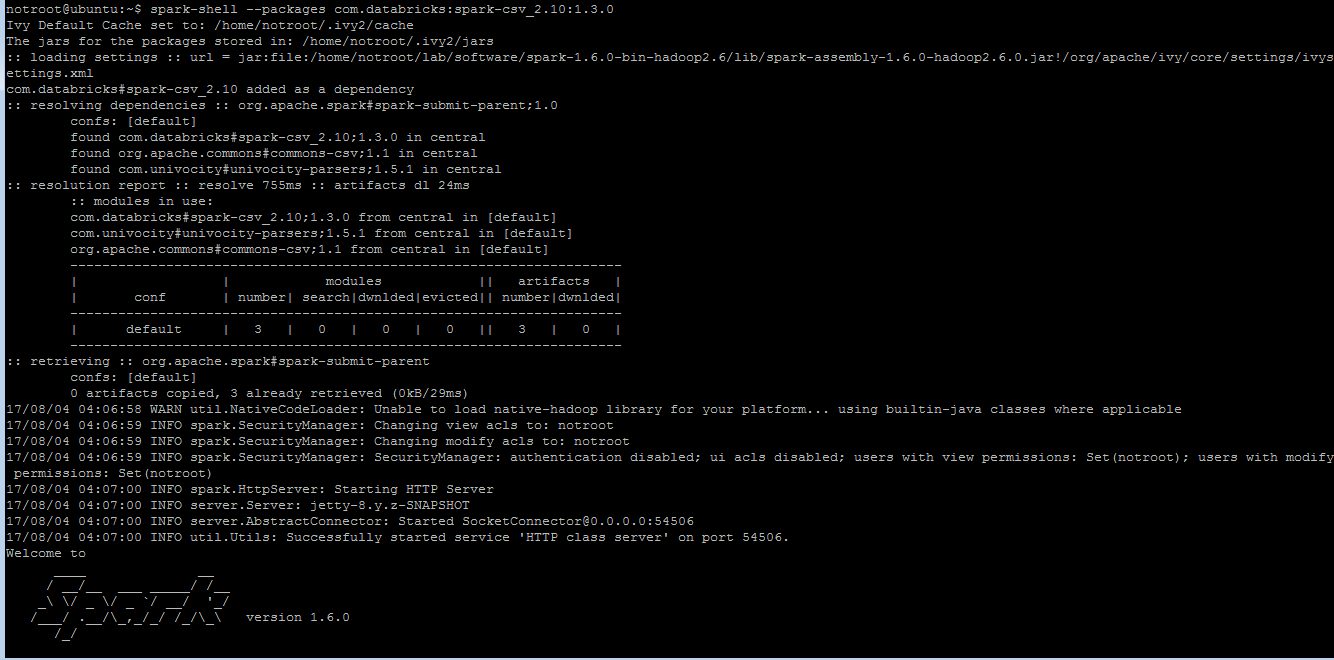 notroot@ubuntu:~$ spark-shell --packages com.databricks:spark-csv_2.10:1.3.0
Ivy Default Cache set to: /home/notroot/.ivy2/cache
The jars for the packages stored in: /home/notroot/.ivy2/jars
:: loading settings :: url = jar:file:/home/notroot/lab/software/spark-1.6.0-bin-hadoop2.6/lib/spark-assembly-1.6.0-hadoop2.6.0.jar!/org/apache/ivy/core/settings/ivys
ettings.xml
com.databricks#spark-csv_2.10 added as a dependency
:: resolving dependencies :: org.apache.spark#spark-submit-parent;1.0
        confs: [default]
        found com.databricks#spark-csv_2.10;1.3.0 in central
        found org.apache.commons#commons-csv;1.1 in central
        found com.univocity#univocity-parsers;1.5.1 in central
:: resolution report :: resolve 755ms :: artifacts dl 24ms
        :: modules in use:
        com.databricks#spark-csv_2.10;1.3.0 from central in [default]
        com.univocity#univocity-parsers;1.5.1 from central in [default]
        org.apache.commons#commons-csv;1.1 from central in [default]
        ---------------------------------------------------------------------
        |                  |            modules            ||   artifacts   |
        |       conf       | number| search|dwnlded|evicted|| number|dwnlded|
        ---------------------------------------------------------------------
        |      default     |   3   |   0   |   0   |   0   ||   3   |   0   |
        ---------------------------------------------------------------------
:: retrieving :: org.apache.spark#spark-submit-parent
        confs: [default]
        0 artifacts copied, 3 already retrieved (0kB/29ms)
17/08/04 04:06:58 WARN util.NativeCodeLoader: Unable to load native-hadoop library for your platform... using builtin-java classes where applicable
17/08/04 04:06:59 INFO spark.SecurityManager: Changing view acls to: notroot
17/08/04 04:06:59 INFO spark.SecurityManager: Changing modify acls to: notroot
17/08/04 04:06:59 INFO spark.SecurityManager: SecurityManager: authentication disabled; ui acls disabled; users with view permissions: Set(notroot); users with modify
 permissions: Set(notroot)
17/08/04 04:07:00 INFO spark.HttpServer: Starting HTTP Server
17/08/04 04:07:00 INFO server.Server: jetty-8.y.z-SNAPSHOT
17/08/04 04:07:00 INFO server.AbstractConnector: Started SocketConnector@0.0.0.0:54506
17/08/04 04:07:00 INFO util.Utils: Successfully started service 'HTTP class server' on port 54506.
Welcome to
      ____              __
     / __/__  ___ _____/ /__
    _\ \/ _ \/ _ `/ __/  '_/
   /___/ .__/\_,_/_/ /_/\_\   version 1.6.0
      /_/